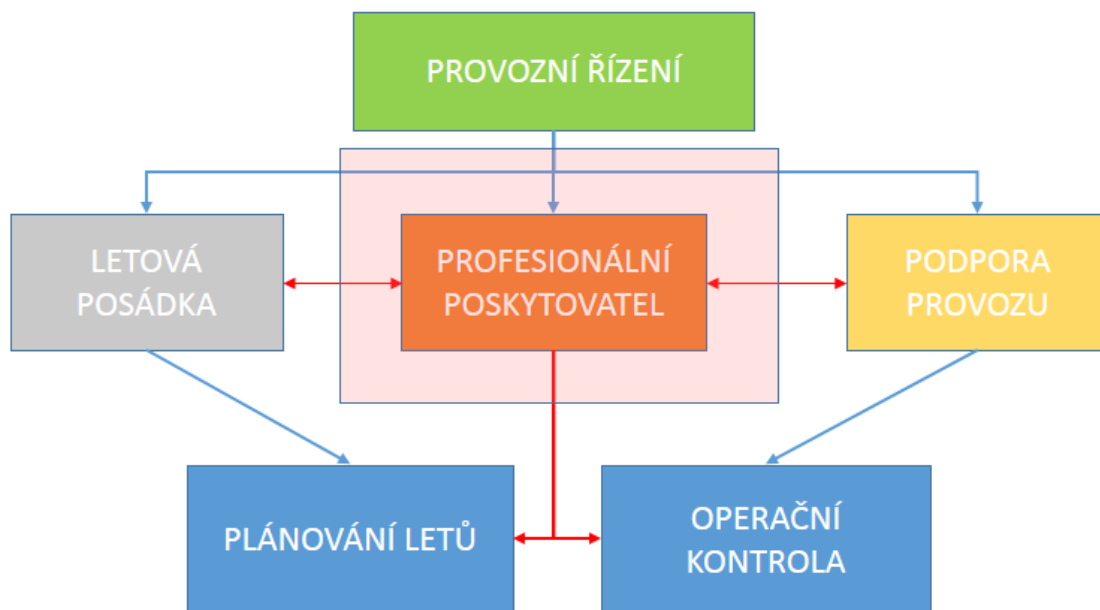 PROVOZNÍ ŘÍZENÍ
LETOVÁ
POSÁDKA
PROFESIONÁLNÍ
POSKYTOVATEL
PODPORA
PROVOZU
PLÁNOVÁNÍ LETŮ
OPERAČNÍ
KONTROLA